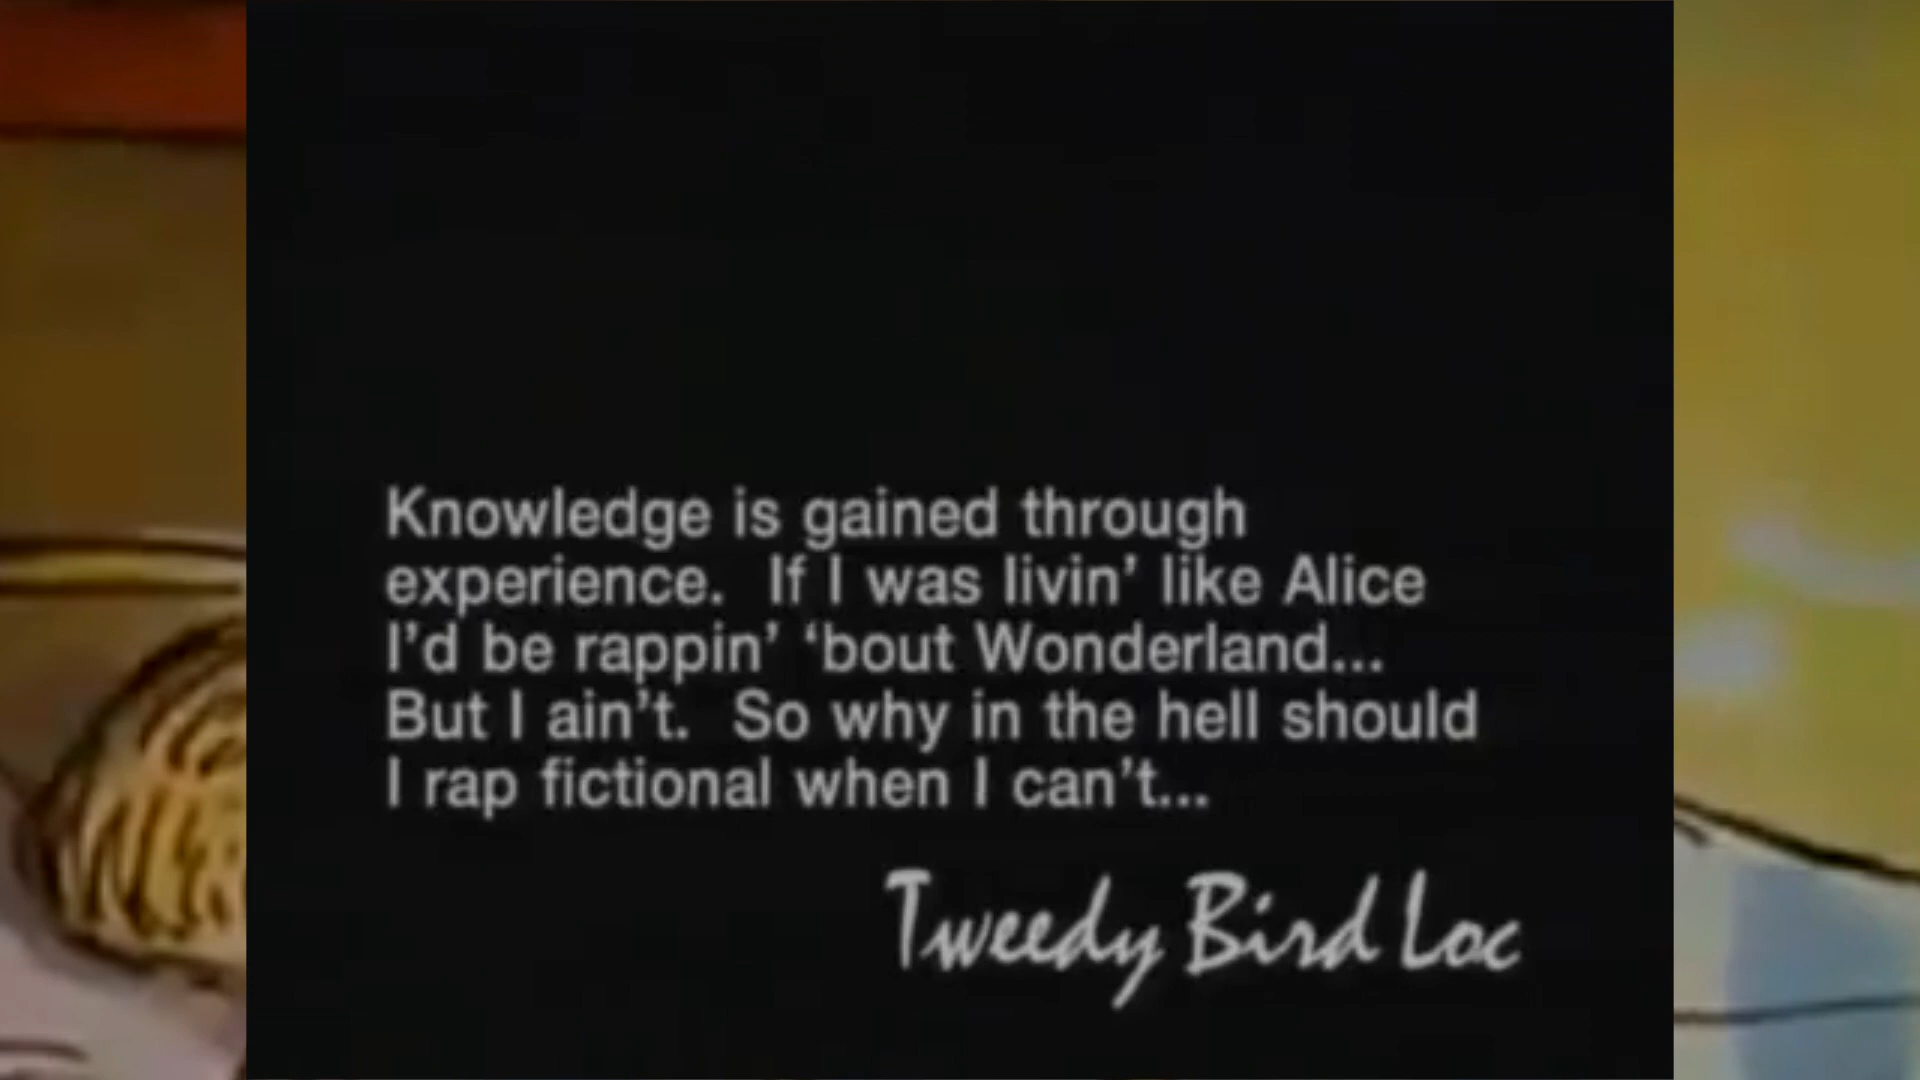 Knowledge is gained through
experience.  If I was livin’ like Alice
I’d be rappin’ ‘bout Wonderland...
But I ain’t.  So why in the hell should
I rap fictional when I can’t...
Tweedy Bird Loc